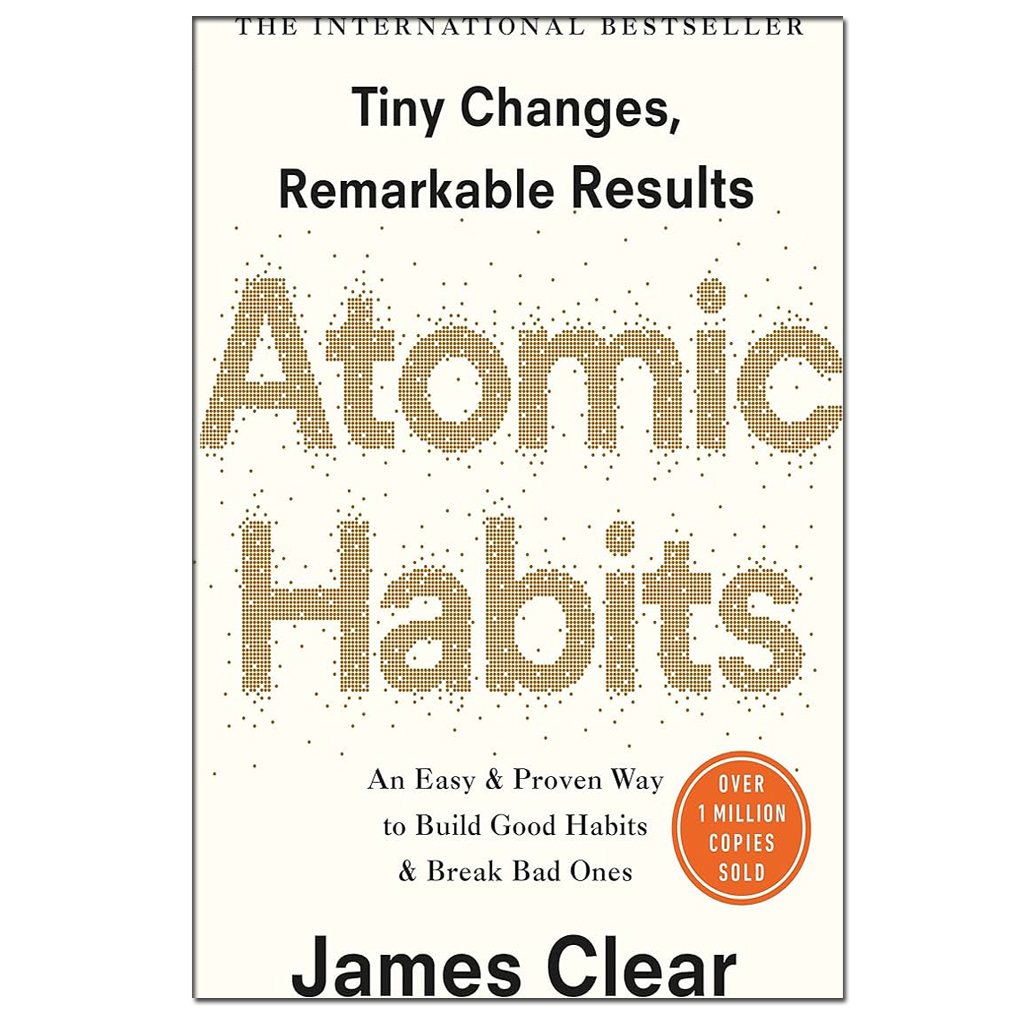 THE INTERNATIONAL BESTSELLER
Tiny Changes,
Remarkable Results
Atomic
Habits
An Easy & Proven Way
to Build Good Habits
& Break Bad Ones
OVER
1 MILLION
COPIES
SOLD
James Clear